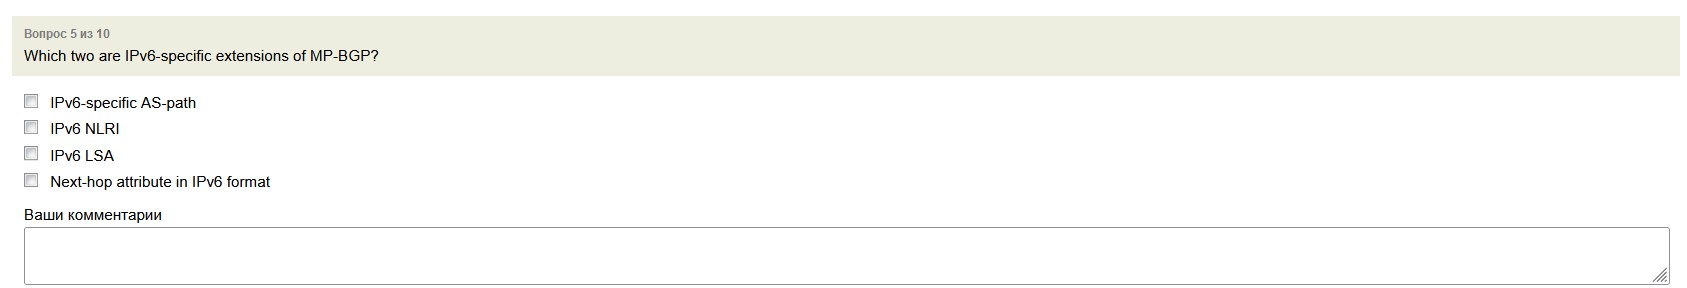 Вопрос 5 из 10
Which two are IPv6-specific extensions of MP-BGP?
IPv6-specific AS-path
IPv6 NLRI
IPv6 LSA
Next-hop attribute in IPv6 format
Ваши комментарии